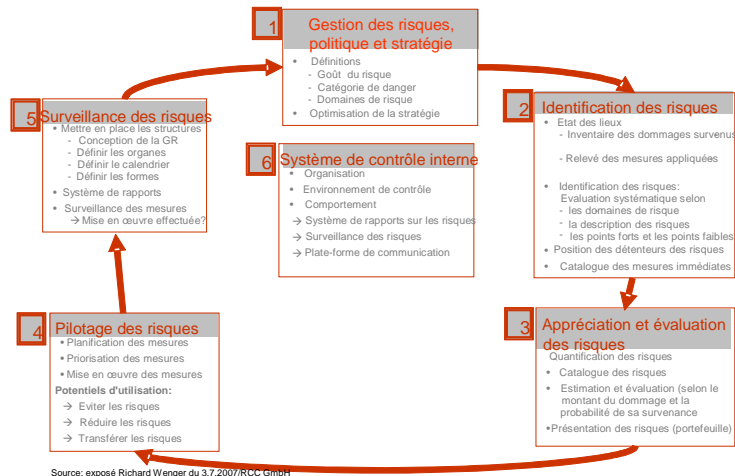 1
Gestion des risques,
politique et stratégie
• Définitions
- Goût du risque
- Catégorie de danger
- Domaines de risque
• Optimisation de la stratégie
2
Identification des risques
• Etat des lieux
- Inventaire des dommages survenus
- Relevé des mesures appliquées
• Identification des risques:
Evaluation systématique selon
- les domaines de risque
- la description des risques
- les points forts et les points faibles
• Position des détenteurs des risques
• Catalogue des mesures immédiates
3
Appréciation et évaluation
des risques
Quantification des risques
• Catalogue des risques
• Estimation et évaluation (selon le
montant du dommage et la
probabilité de sa survenance
•Présentation des risques (portefeuille)
4
Pilotage des risques
•Planification des mesures
•Priorisation des mesures
•Mise en œuvre des mesures
Potentiels d'utilisation:
→ Eviter les risques
→ Réduire les risques
→ Transférer les risques
5
Surveillance des risques
• Mettre en place les structures
- Conception de la GR
- Définir les organes
- Définir le calendrier
- Définir les formes
• Système de rapports
• Surveillance des mesures
→ Mise en œuvre effectuée?
6
Système de contrôle interne
• Organisation
• Environnement de contrôle
• Comportement
→ Système de rapports sur les risques
→ Surveillance des risques
→ Plate-forme de communication
Source: exposé Richard Wenger du 3.7.2007/RCC GmbH